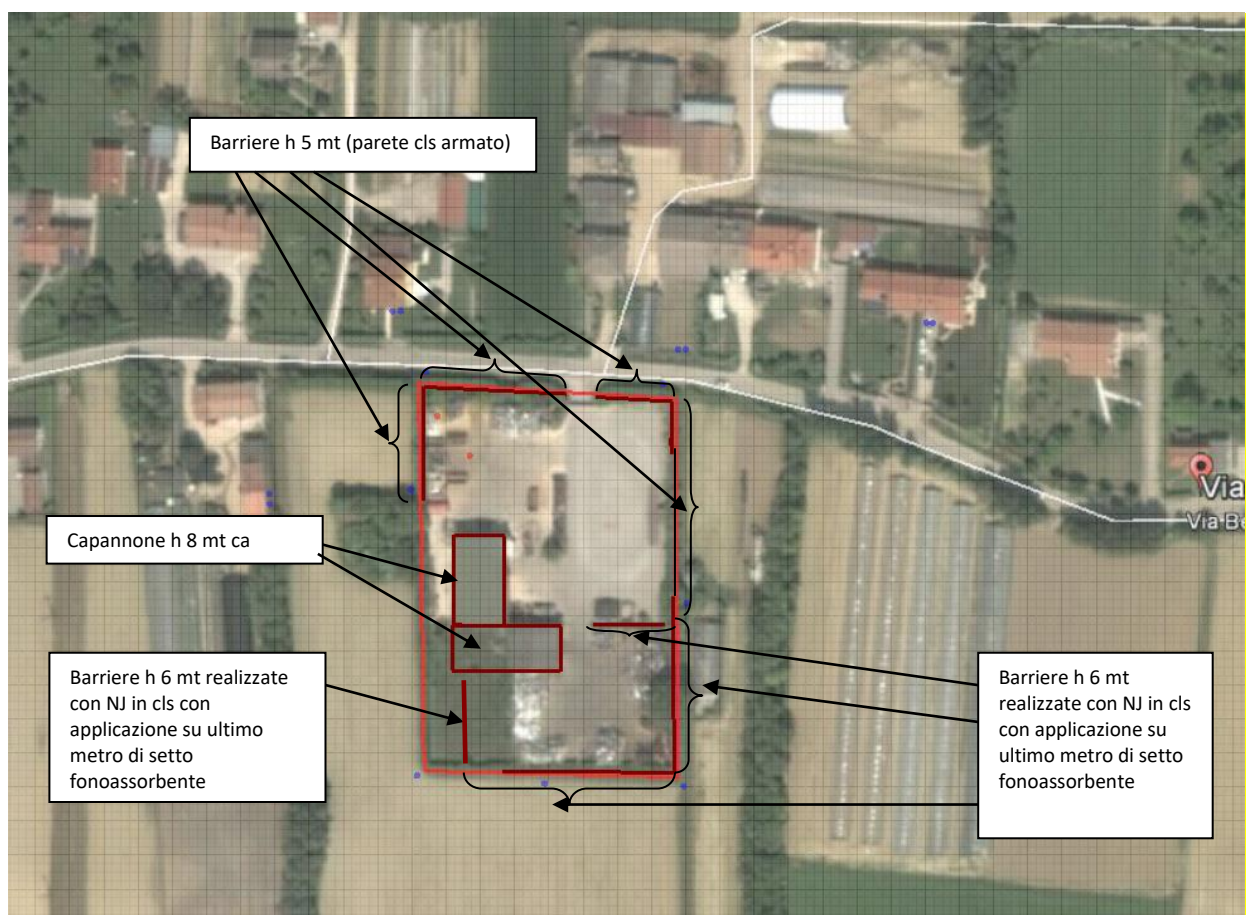 Barriere h 5 mt (parete cls armato)
Capannone h 8 mt ca
Barriere h 6 mt realizzate
con NJ in cls con
applicazione su ultimo
metro di setto
fonoassorbente
Barriere h 6 mt
realizzate con NJ in cls
con applicazione su
ultimo metro di setto
fonoassorbente
Via
Via Be